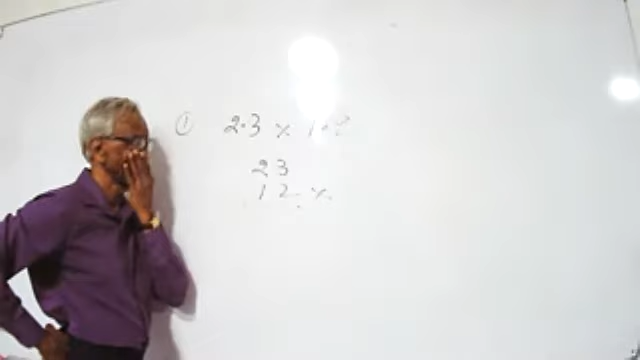 ① 2.3 × 1.2
23
12 ×